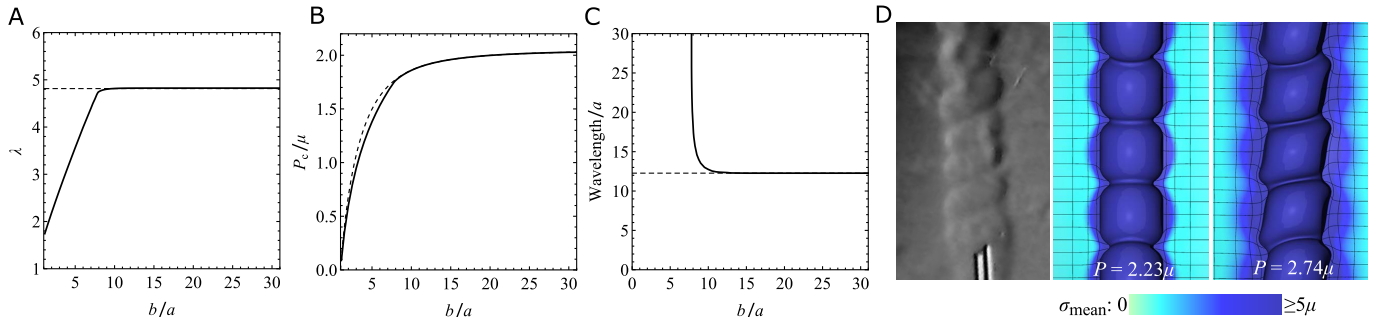 A
6
5
4
3
2
1
λ
5 10 15 20 25 30
b/a
B
2.0
1.5
1.0
0.5
0.0
P_c/μ
5 10 15 20 25 30
b/a
C
30
25
20
15
10
5
0
Wavelength/a
0 5 10 15 20 25 30
b/a
D
P = 2.23μ
P = 2.74μ
σ_mean: 0 ≥5μ